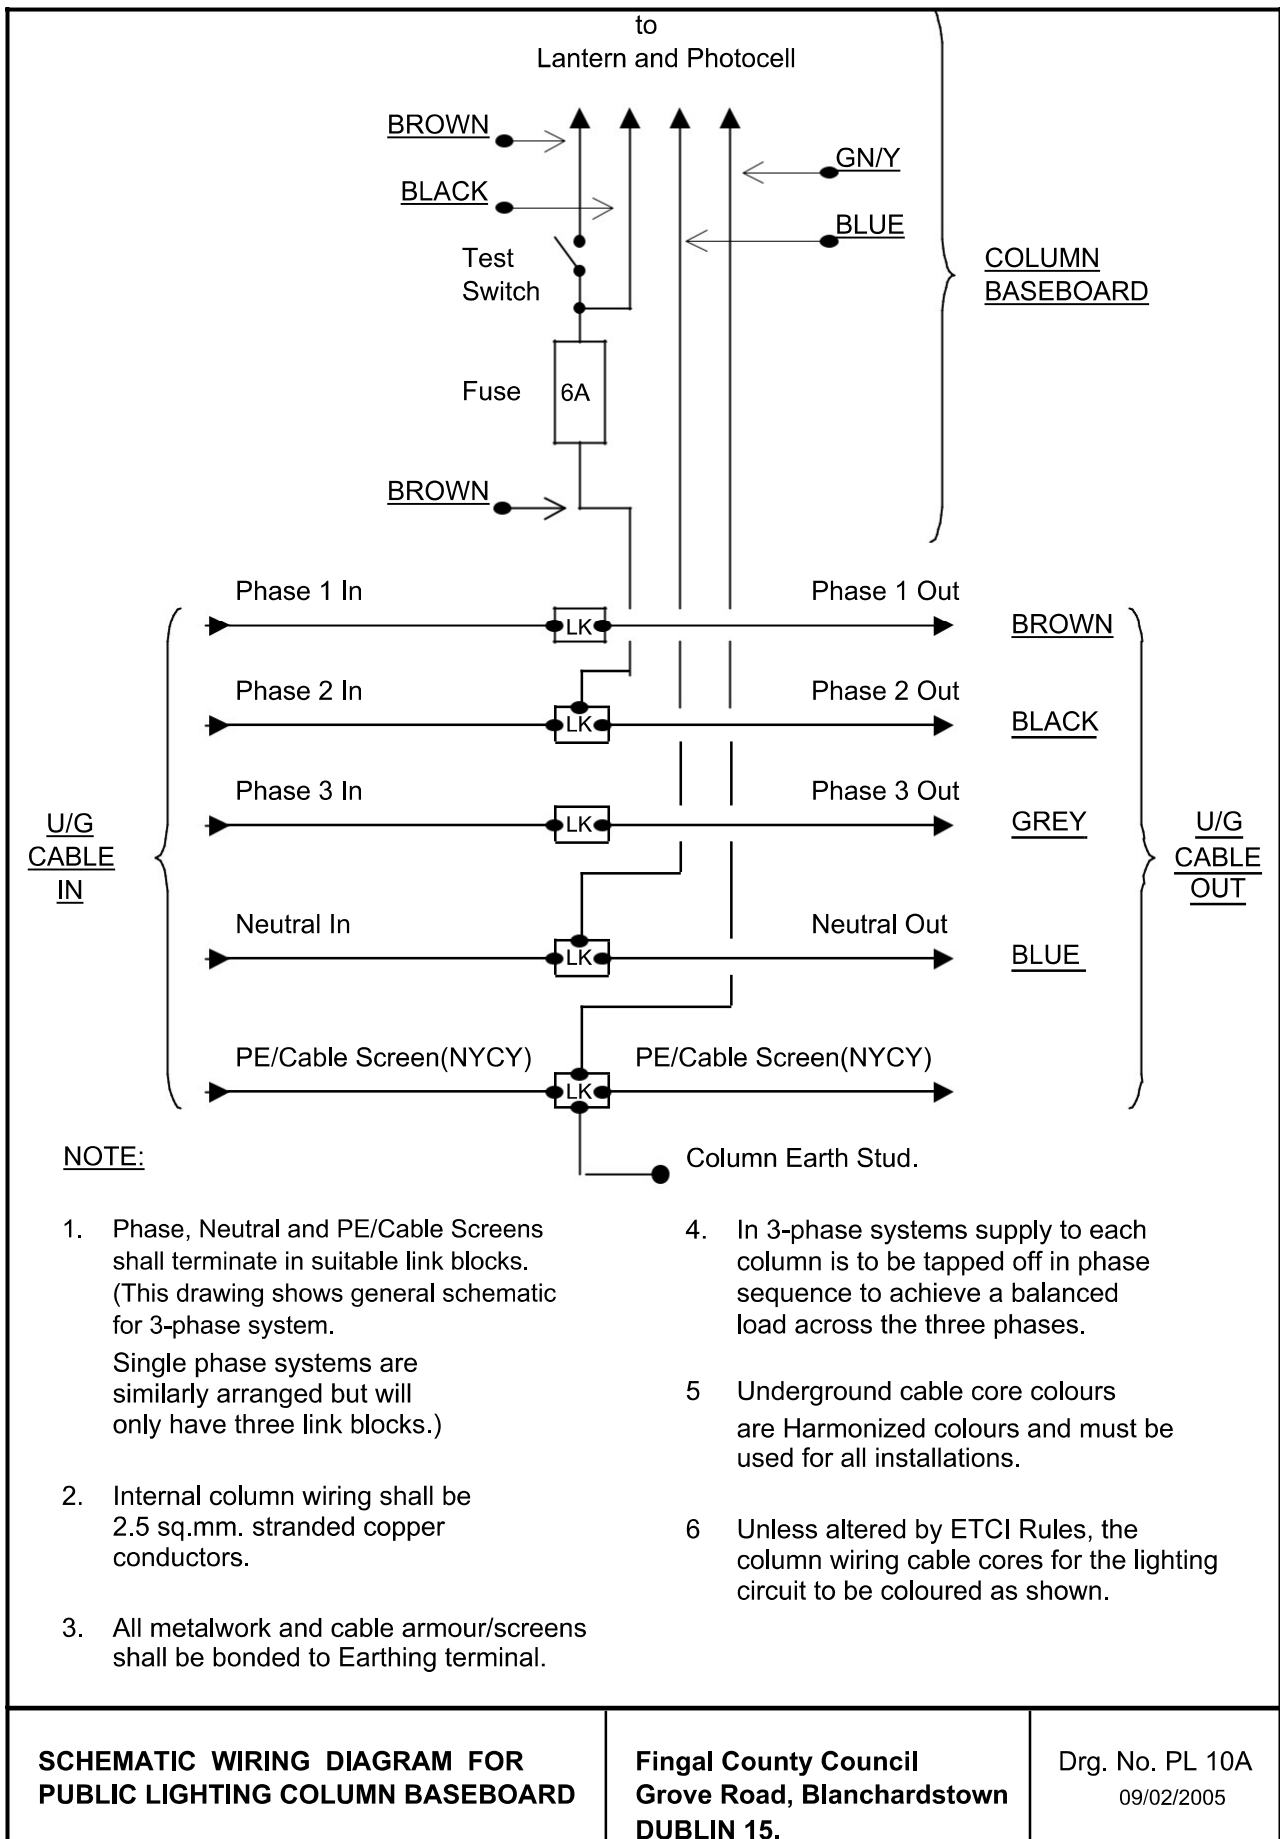 to
Lantern and Photocell
BROWN
GN/Y
BLACK
BLUE
Test
Switch
COLUMN
BASEBOARD
Fuse
6A
BROWN
Phase 1 In
Phase 1 Out
LK
BROWN
Phase 2 In
Phase 2 Out
LK
BLACK
Phase 3 In
Phase 3 Out
LK
GREY
U/G
CABLE
IN
U/G
CABLE
OUT
Neutral In
Neutral Out
LK
BLUE
PE/Cable Screen(NYCY)
PE/Cable Screen(NYCY)
LK
Column Earth Stud.
NOTE:
1. Phase, Neutral and PE/Cable Screens
shall terminate in suitable link blocks.
(This drawing shows general schematic
for 3-phase system.
Single phase systems are
similarly arranged but will
only have three link blocks.)
2. Internal column wiring shall be
2.5 sq.mm. stranded copper
conductors.
3. All metalwork and cable armour/screens
shall be bonded to Earthing terminal.
4. In 3-phase systems supply to each
column is to be tapped off in phase
sequence to achieve a balanced
load across the three phases.
5 Underground cable core colours
are Harmonized colours and must be
used for all installations.
6 Unless altered by ETCI Rules, the
column wiring cable cores for the lighting
circuit to be coloured as shown.
SCHEMATIC WIRING DIAGRAM FOR
PUBLIC LIGHTING COLUMN BASEBOARD
Fingal County Council
Grove Road, Blanchardstown
DUBLIN 15.
Drg. No. PL 10A
09/02/2005